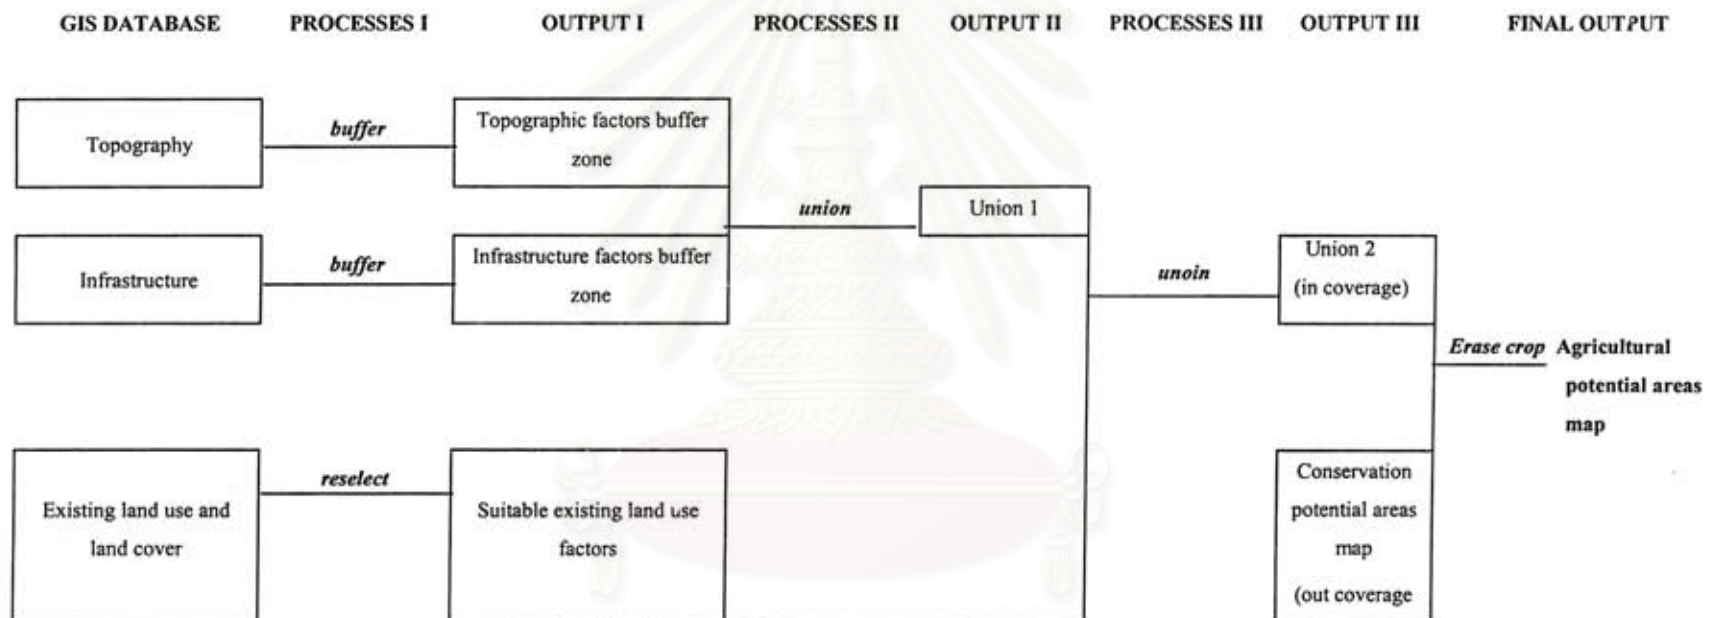 GIS DATABASE PROCESSES I OUTPUT I PROCESSES II OUTPUT II PROCESSES III OUTPUT III FINAL OUTPUT
Topography
buffer
Topographic factors buffer
zone
union
Union 1
Infrastructure
buffer
Infrastructure factors buffer
zone
unoin
Union 2
(in coverage)
Erase crop
Agricultural
potential areas
map
Existing land use and
land cover
reselect
Suitable existing land use
factors
Conservation
potential areas
map
(out coverage